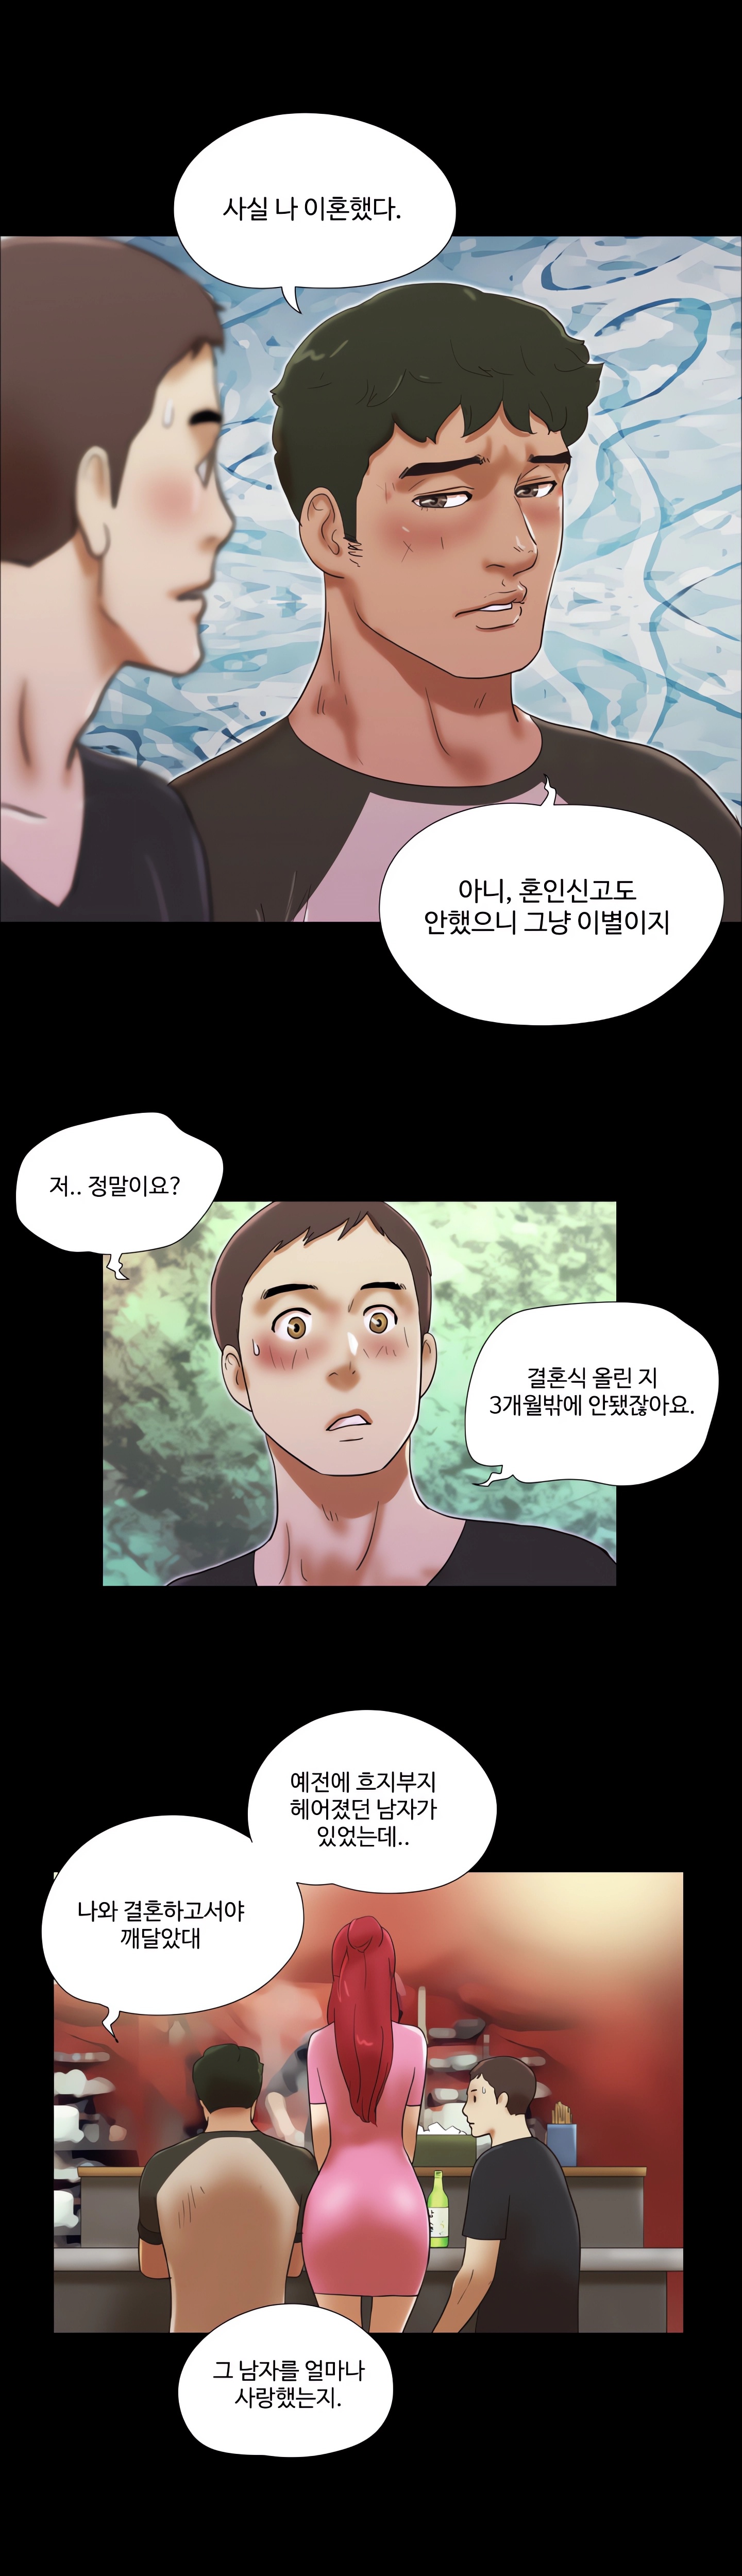 사실 나 이혼했다.
아니, 혼인신고도
안했으니 그냥 이별이지
저.. 정말이요?
결혼식 올린 지
3개월밖에 안됐잖아요.
예전에 흐지부지
헤어졌던 남자가
있었는데..
나와 결혼하고서야
깨달았대
그 남자를 얼마나
사랑했는지.